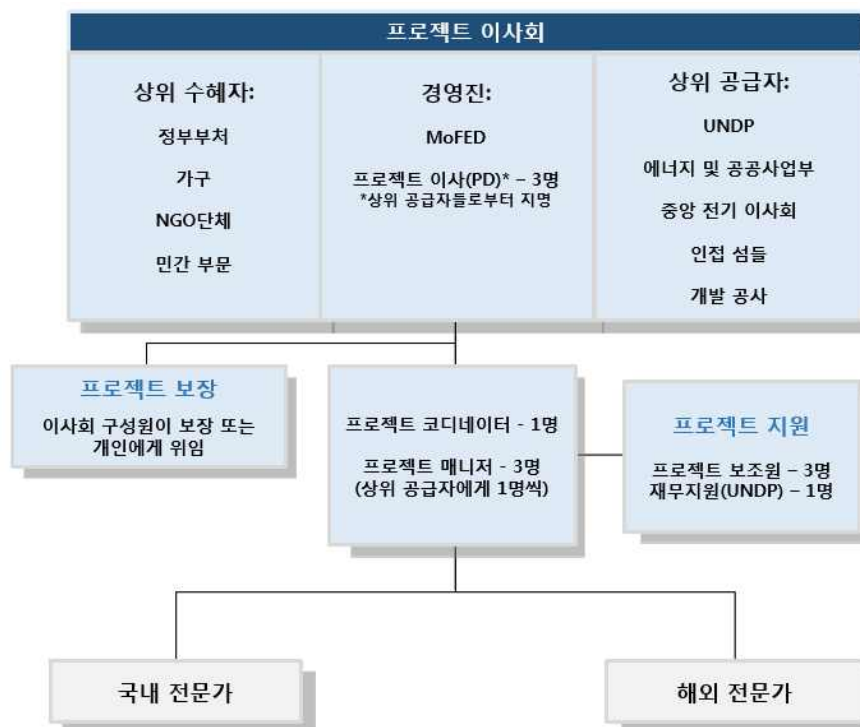 프로젝트 이사회
상위 수혜자:
정부부처
가구
NGO단체
민간 부문
경영진:
MoFED
프로젝트 이사(PD)* – 3명
*상위 공급자들로부터 지명
상위 공급자:
UNDP
에너지 및 공공사업부
중앙 전기 이사회
인접 섬들
개발 공사
프로젝트 보장
이사회 구성원이 보장 또는
개인에게 위임
프로젝트 코디네이터 - 1명
프로젝트 매니저 - 3명
(상위 공급자에게 1명씩)
프로젝트 지원
프로젝트 보조원 – 3명
재무지원(UNDP) – 1명
국내 전문가
해외 전문가